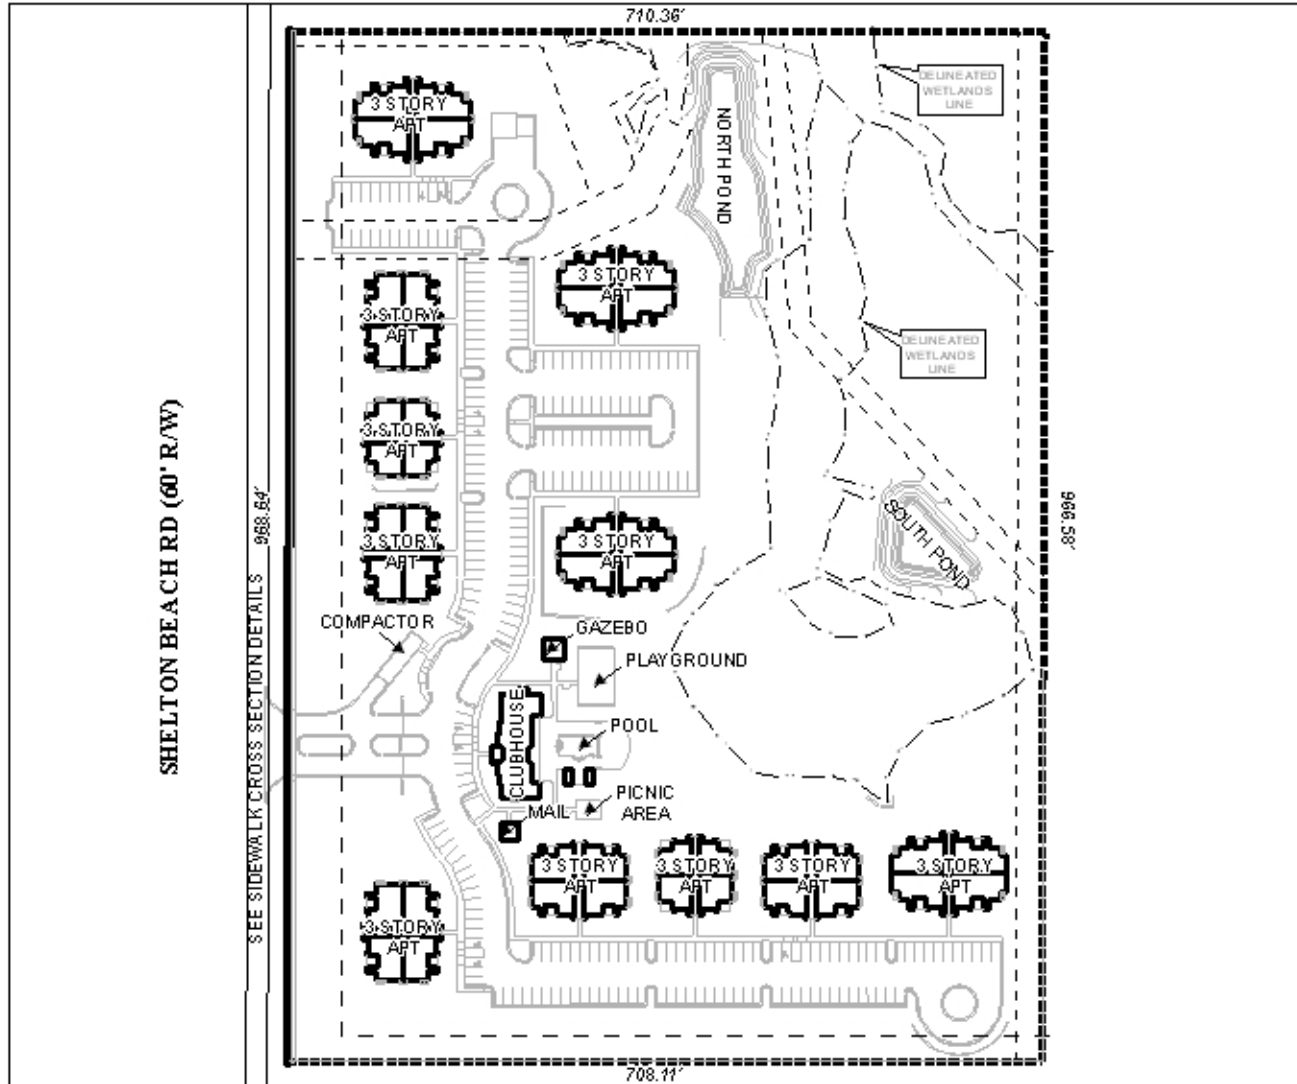 710.36'
DELINEATED
WETLANDS
LINE
3 STORY
APT
NORTH POND
3 STORY
APT
3 STORY
APT
DELINEATED
WETLANDS
LINE
3 STORY
APT
SHELTON BEACH RD (60' R/W)
968.64'
966.58'
SOUTH POND
3 STORY
APT
3 STORY
APT
SEE SIDEWALK CROSS SECTION DETAILS
COMPACTOR
GAZEBO
PLAYGROUND
CLUBHOUSE
POOL
PICNIC
AREA
MAIL
3 STORY
APT
3 STORY
APT
3 STORY
APT
3 STORY
APT
3 STORY
APT
708.11'